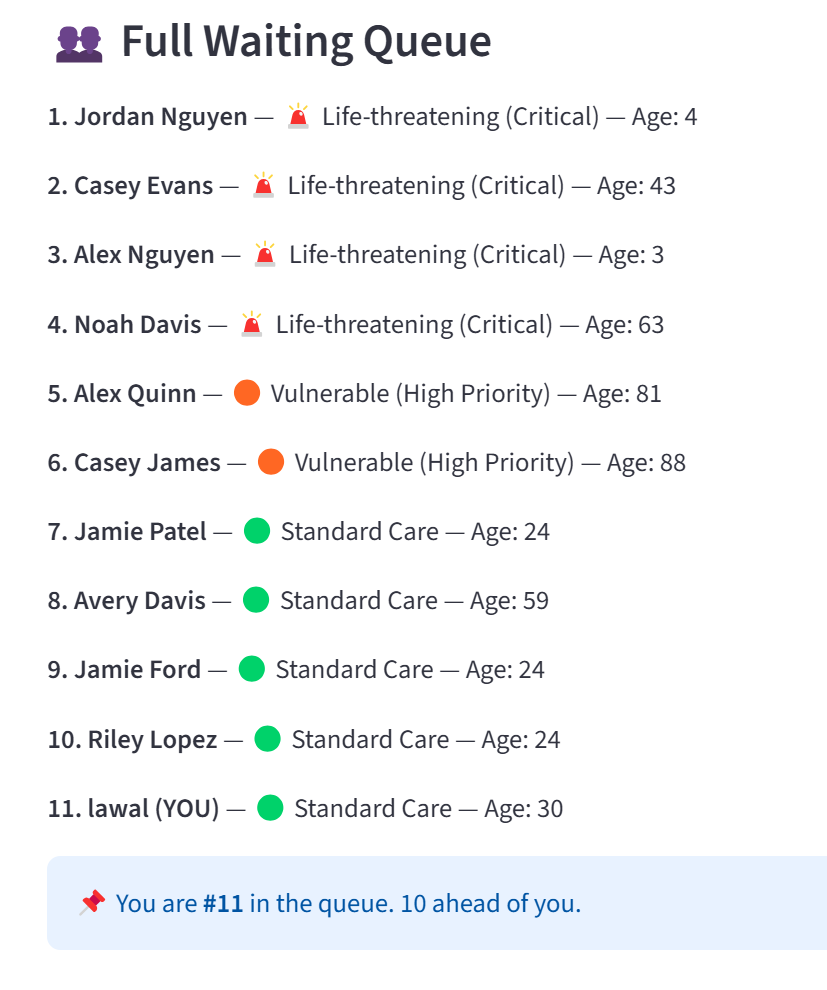 Full Waiting Queue
1. Jordan Nguyen — 🚨 Life-threatening (Critical) — Age: 4
2. Casey Evans — 🚨 Life-threatening (Critical) — Age: 43
3. Alex Nguyen — 🚨 Life-threatening (Critical) — Age: 3
4. Noah Davis — 🚨 Life-threatening (Critical) — Age: 63
5. Alex Quinn — 🟠 Vulnerable (High Priority) — Age: 81
6. Casey James — 🟠 Vulnerable (High Priority) — Age: 88
7. Jamie Patel — 🟢 Standard Care — Age: 24
8. Avery Davis — 🟢 Standard Care — Age: 59
9. Jamie Ford — 🟢 Standard Care — Age: 24
10. Riley Lopez — 🟢 Standard Care — Age: 24
11. lawal (YOU) — 🟢 Standard Care — Age: 30
📌 You are #11 in the queue. 10 ahead of you.